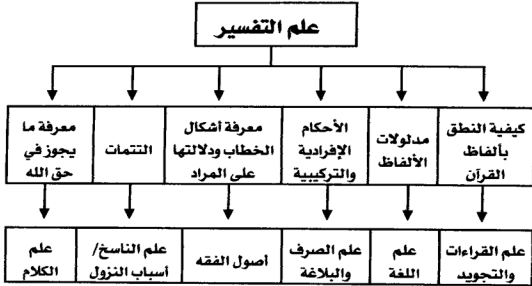 علم التفسير
كيفية النطق
بألفاظ
القرآن
مدلولات
الألفاظ
الأحكام
الإفرادية
والتركيبية
معرفة أشكال
الخطاب ودلالتها
على المراد
التتمات
معرفة ما
يجوز في
حق الله
علم القراءات
والتجويد
علم
اللغة
علم الصرف
والبلاغة
أصول الفقه
علم الناسخ/
أسباب النزول
علم
الكلام